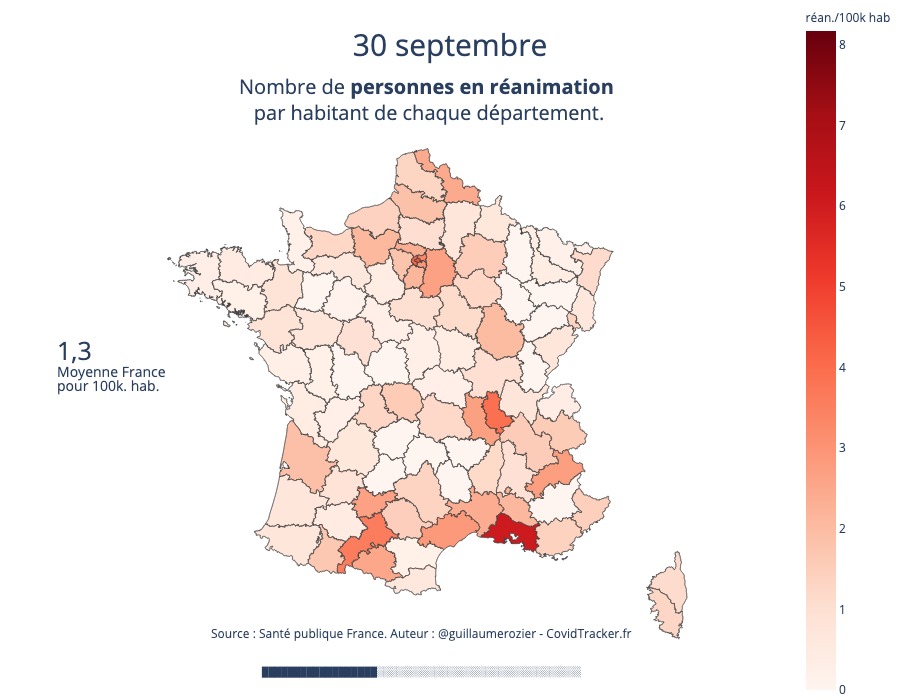 30 septembre
Nombre de personnes en réanimation
par habitant de chaque département.
réan./100k hab
8
7
6
5
4
3
2
1
0
1,3
Moyenne France
pour 100k. hab.
Source : Santé publique France. Auteur : @guillaumerozier - CovidTracker.fr